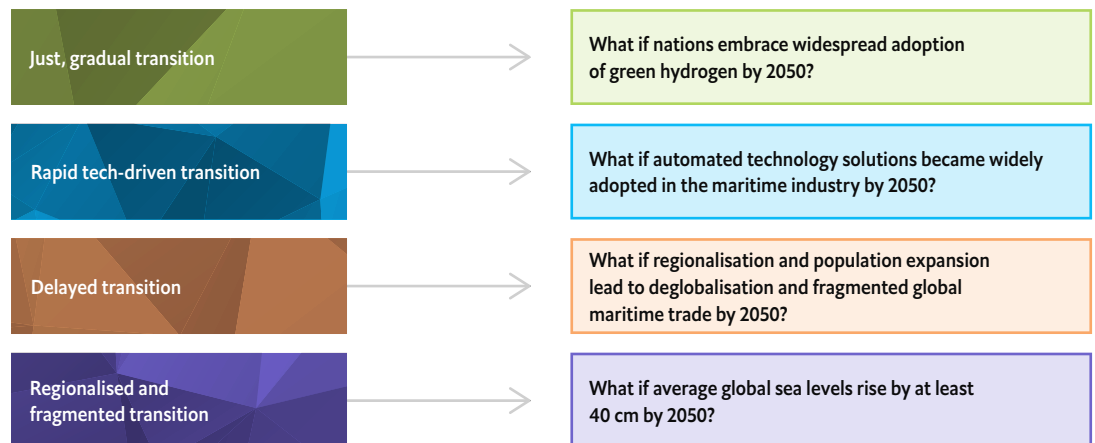 Just, gradual transition
What if nations embrace widespread adoption
of green hydrogen by 2050?
Rapid tech-driven transition
What if automated technology solutions became widely
adopted in the maritime industry by 2050?
Delayed transition
What if regionalisation and population expansion
lead to deglobalisation and fragmented global
maritime trade by 2050?
Regionalised and
fragmented transition
What if average global sea levels rise by at least
40 cm by 2050?